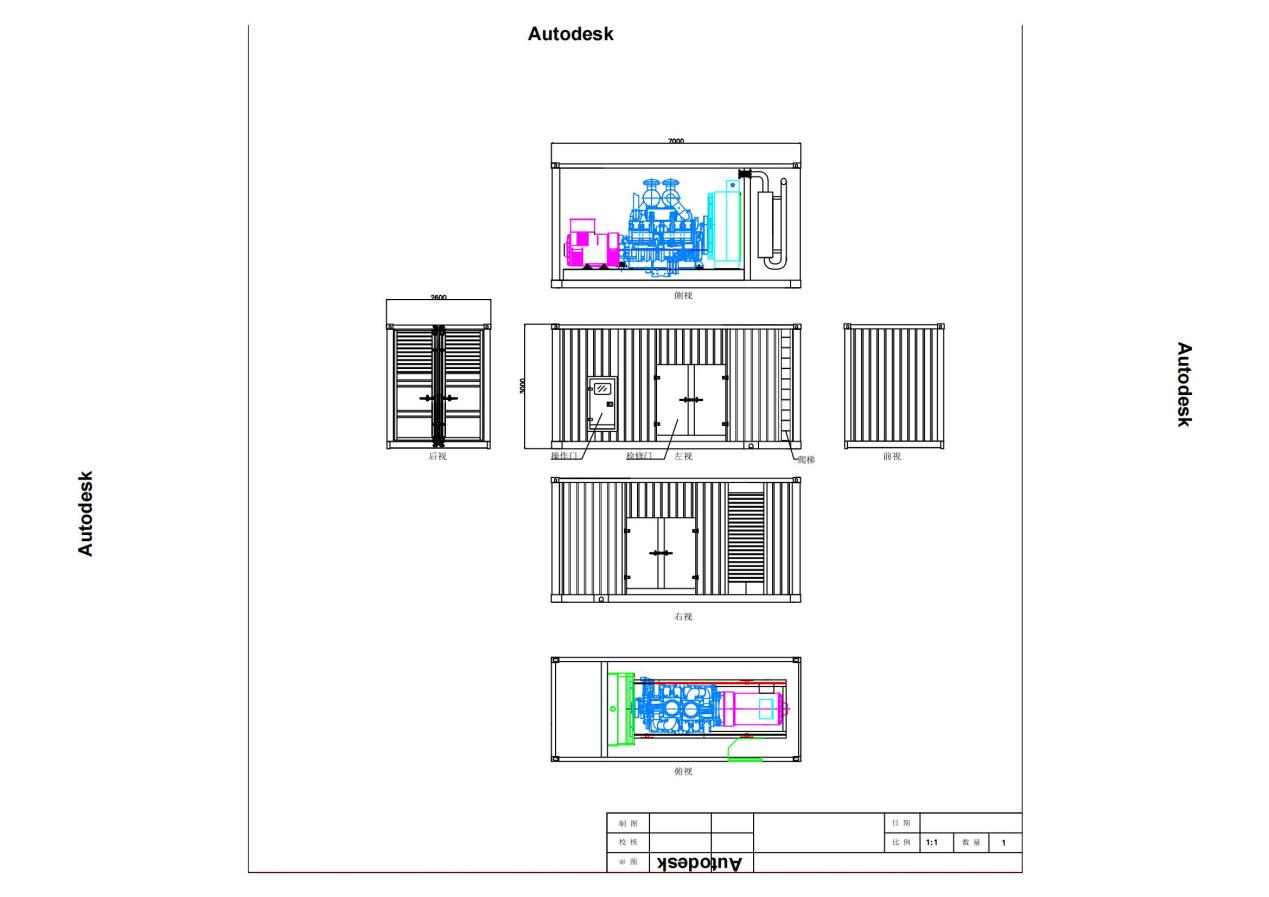 Autodesk
7000
侧视
2600
3000
后视
操作门
检修门
左视
爬梯
前视
Autodesk
Autodesk
右视
俯视
制 图
日 期
校 核
比 例
1:1
数 量
1
审 图
Autodesk